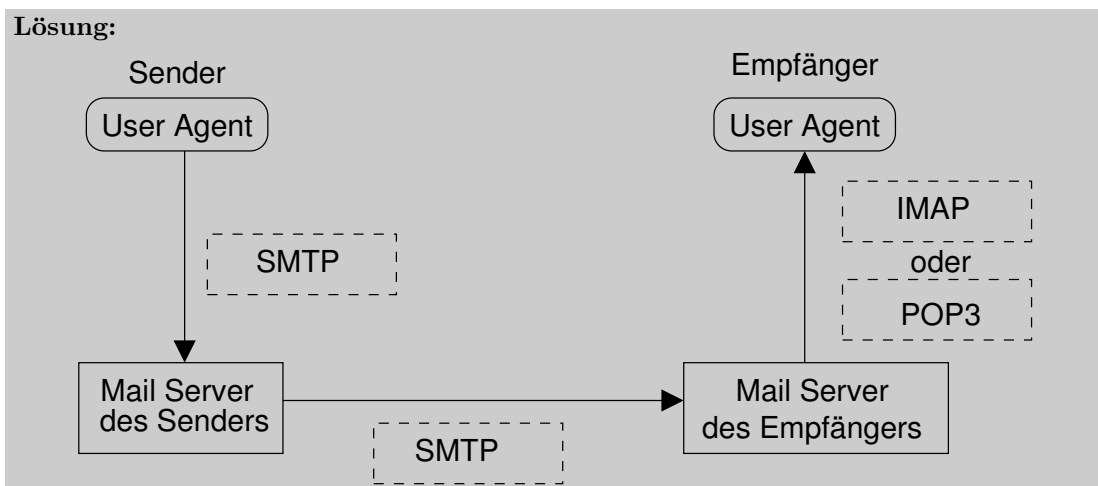 Lösung:
Sender
Empfänger
User Agent
User Agent
IMAP
oder
POP3
SMTP
Mail Server
des Senders
Mail Server
des Empfängers
SMTP